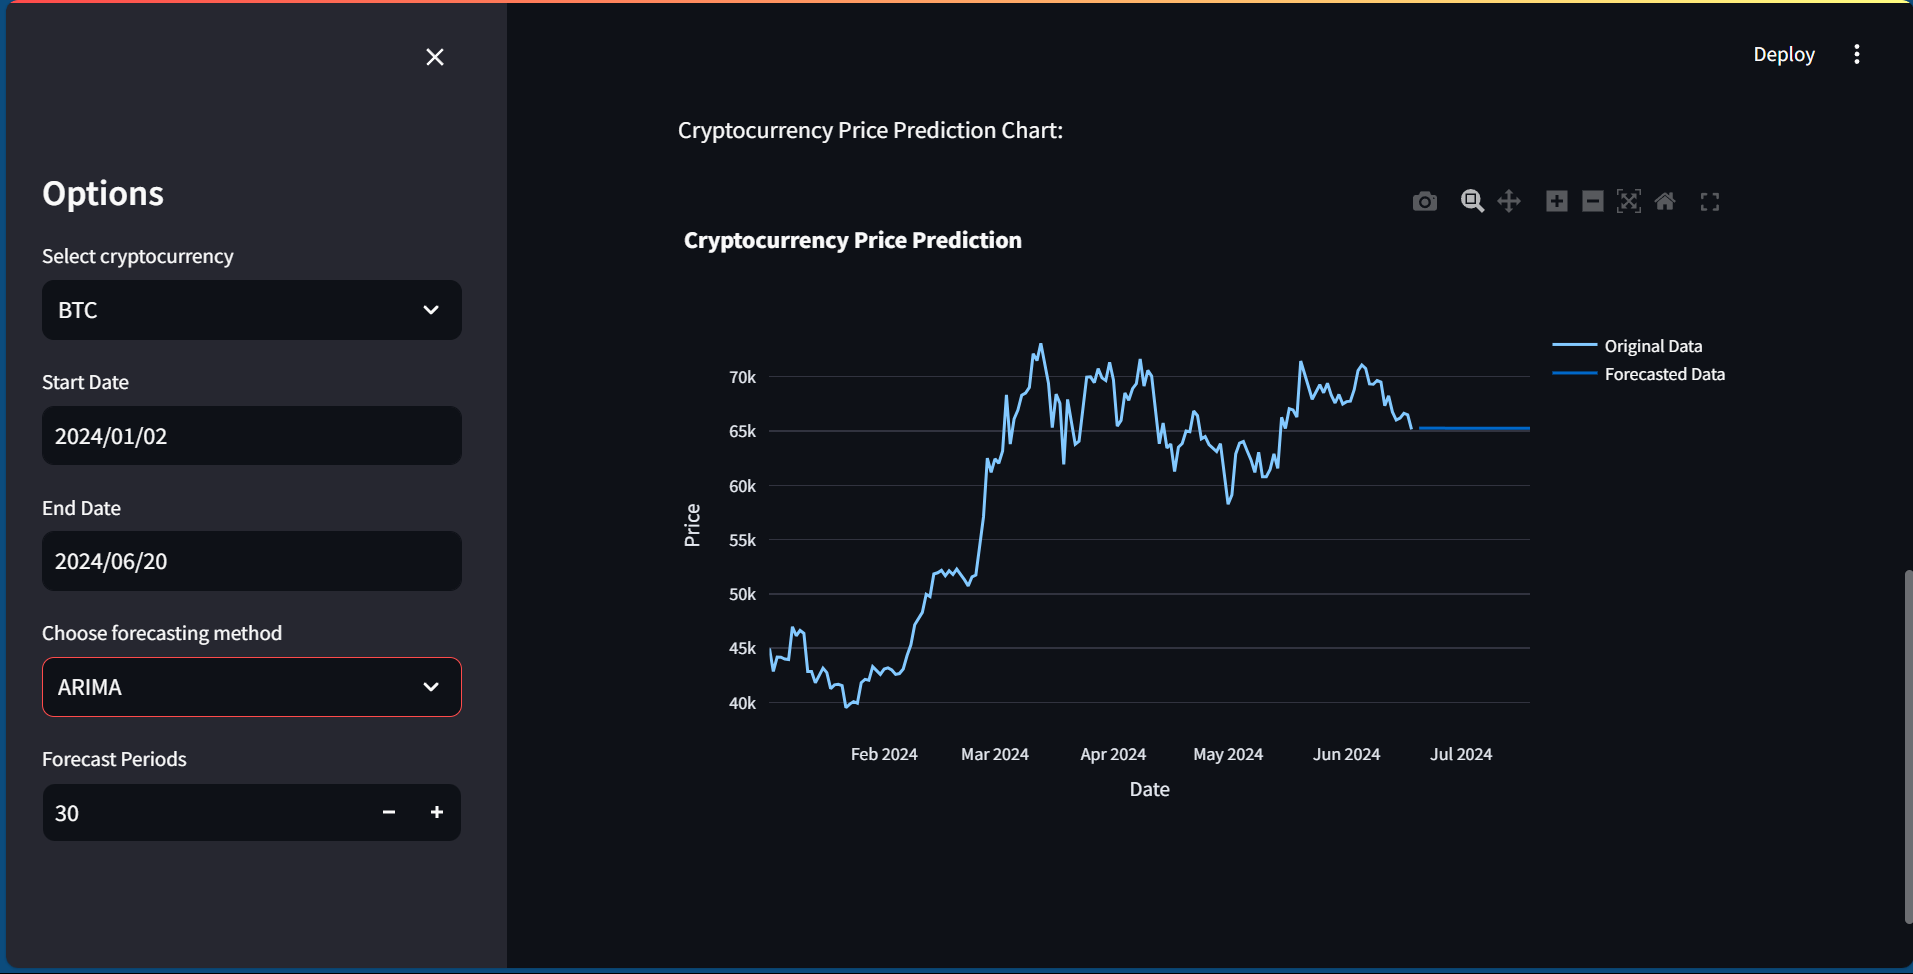 Deploy
Options
Select cryptocurrency
BTC
Start Date
2024/01/02
End Date
2024/06/20
Choose forecasting method
ARIMA
Forecast Periods
30
Cryptocurrency Price Prediction Chart:
Cryptocurrency Price Prediction
Original Data
Forecasted Data
70k
65k
60k
55k
50k
45k
40k
Price
Feb 2024 Mar 2024 Apr 2024 May 2024 Jun 2024 Jul 2024
Date